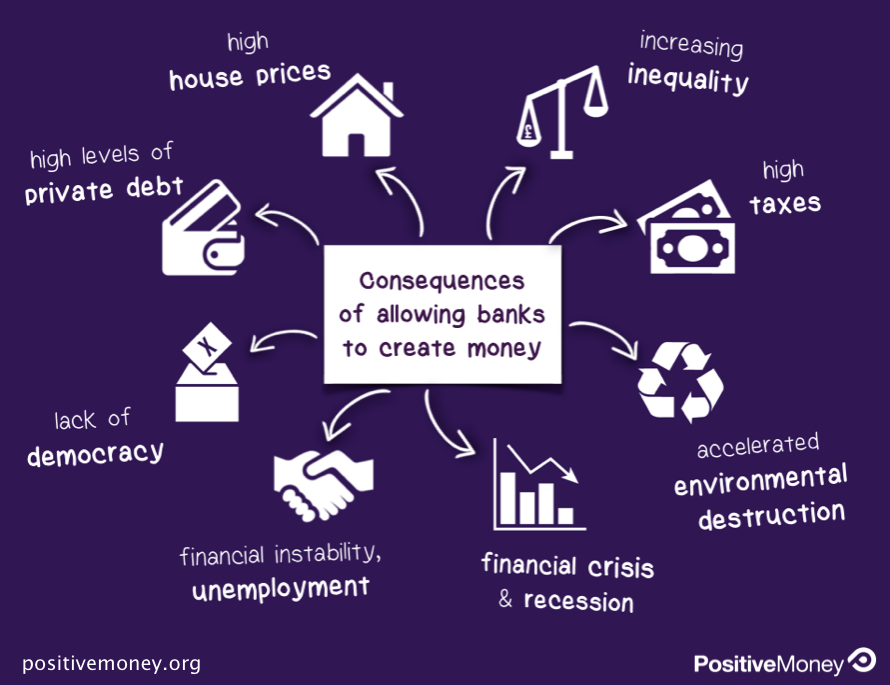 high
house prices
increasing
inequality
high levels of
private debt
high
taxes
Consequences
of allowing banks
to create money
£
X
lack of
democracy
accelerated
environmental
destruction
financial instability,
unemployment
financial crisis
& recession
positivemoney.org
PositiveMoney